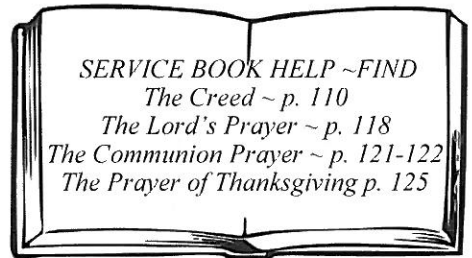 SERVICE BOOK HELP ~FIND
The Creed ~ p. 110
The Lord's Prayer ~ p. 118
The Communion Prayer ~ p. 121-122
The Prayer of Thanksgiving p. 125